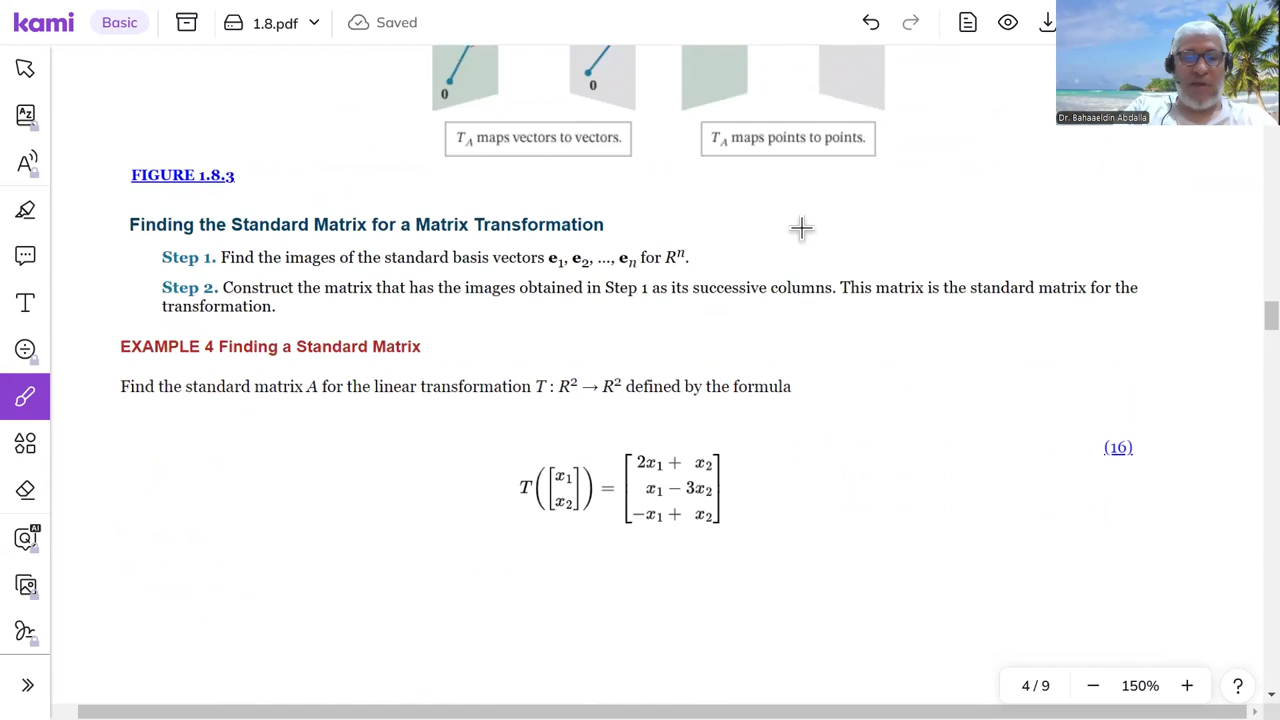 kami
Basic
1.8.pdf
Saved
Dr. Bahaaeldin Abdalla
0
0
T_A maps vectors to vectors.
T_A maps points to points.
FIGURE 1.8.3
Finding the Standard Matrix for a Matrix Transformation
Step 1. Find the images of the standard basis vectors e₁, e₂, ..., eₙ for Rⁿ.
Step 2. Construct the matrix that has the images obtained in Step 1 as its successive columns. This matrix is the standard matrix for the
transformation.
EXAMPLE 4 Finding a Standard Matrix
Find the standard matrix A for the linear transformation T : R² → R² defined by the formula
(16)
T([x₁ x₂]) = [2x₁ + x₂
x₁ − 3x₂
−x₁ + x₂]
4 / 9
150%